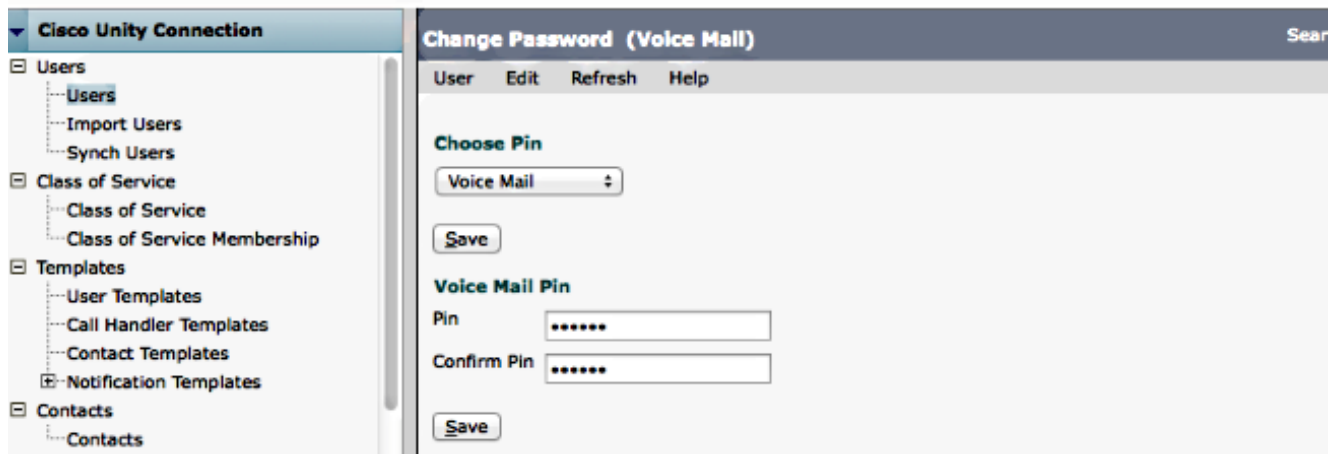 Cisco Unity Connection
Users
Users
Import Users
Synch Users
Class of Service
Class of Service
Class of Service Membership
Templates
User Templates
Call Handler Templates
Contact Templates
Notification Templates
Contacts
Contacts
Change Password (Voice Mail)
Sear
User Edit Refresh Help
Choose Pin
Voice Mail
Save
Voice Mail Pin
Pin ••••••
Confirm Pin ••••••
Save